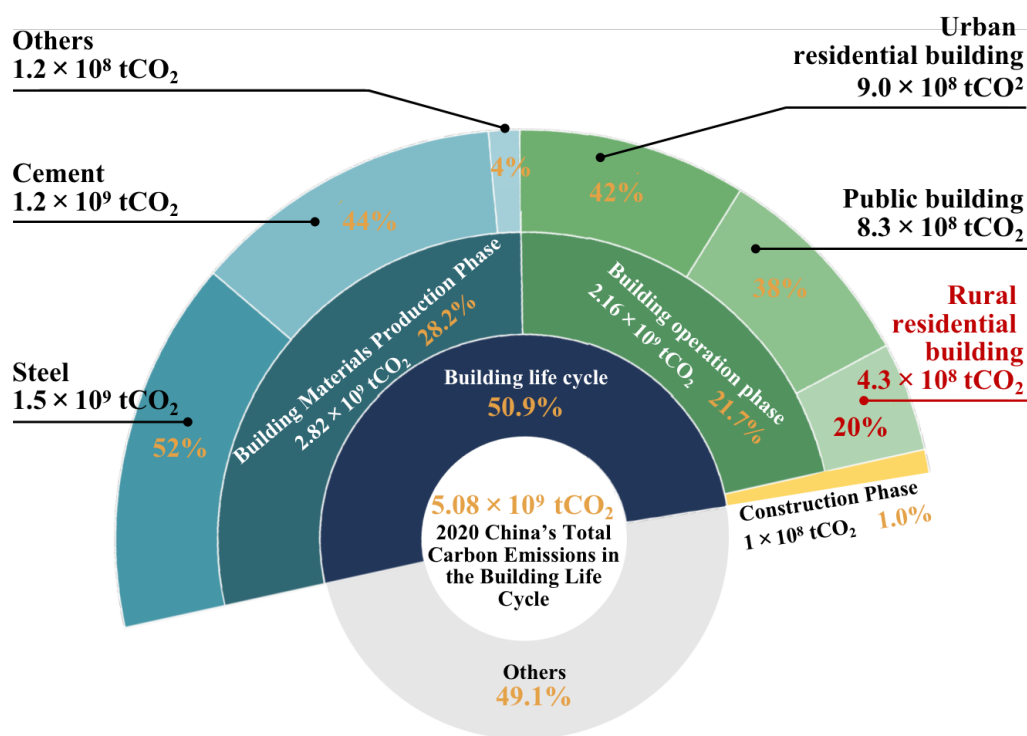 Others
1.2 × 10⁸ tCO₂
Urban
residential building
9.0 × 10⁸ tCO²
Cement
1.2 × 10⁹ tCO₂
4%
42%
44%
Public building
8.3 × 10⁸ tCO₂
38%
Building Materials Production Phase
2.82 × 10⁹ tCO₂ 28.2%
Building operation phase
2.16 × 10⁹ tCO₂ 21.7%
Rural
residential
building
4.3 × 10⁸ tCO₂
20%
Steel
1.5 × 10⁹ tCO₂
52%
Building life cycle
50.9%
5.08 × 10⁹ tCO₂
2020 China's Total
Carbon Emissions in
the Building Life
Cycle
Construction Phase
1 × 10⁸ tCO₂ 1.0%
Others
49.1%